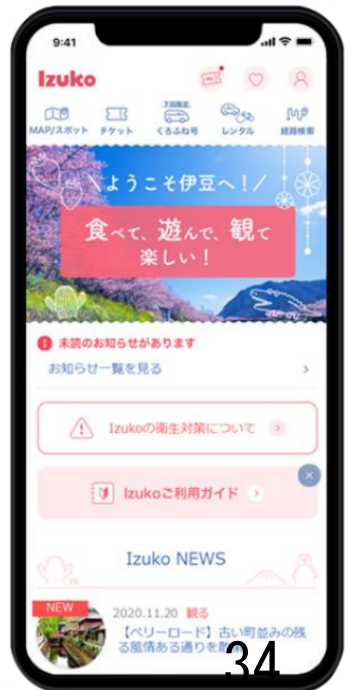 9:41
Izuko
MAP/スポット
チケット
下田限定
くろふね号
レンタル
経路検索
ようこそ伊豆へ!
食べて、遊んで、観て
楽しい!
未読のお知らせがあります
お知らせ一覧を見る
Izukoの衛生対策について
Izukoご利用ガイド
Izuko NEWS
NEW
2020.11.20 観る
【ペリーロード】古い町並みの残
る風情ある通りを散
34